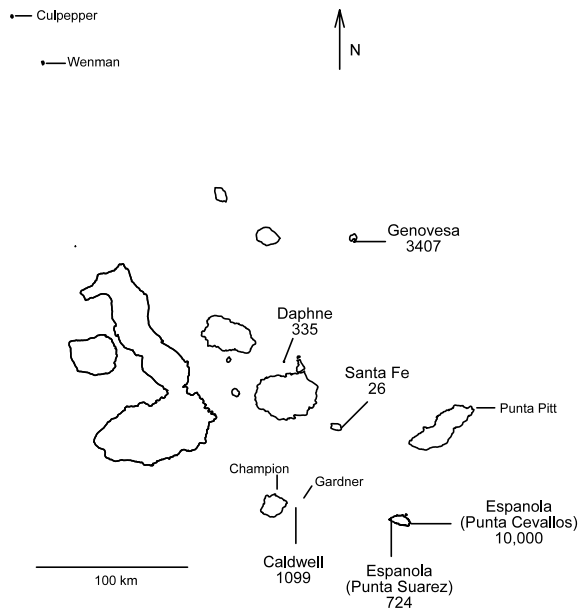 Culpepper
Wenman
N
Genovesa
3407
Daphne
335
Santa Fe
26
Punta Pitt
Champion
Gardner
Espanola
(Punta Cevallos)
10,000
Caldwell
1099
Espanola
(Punta Suarez)
724
100 km